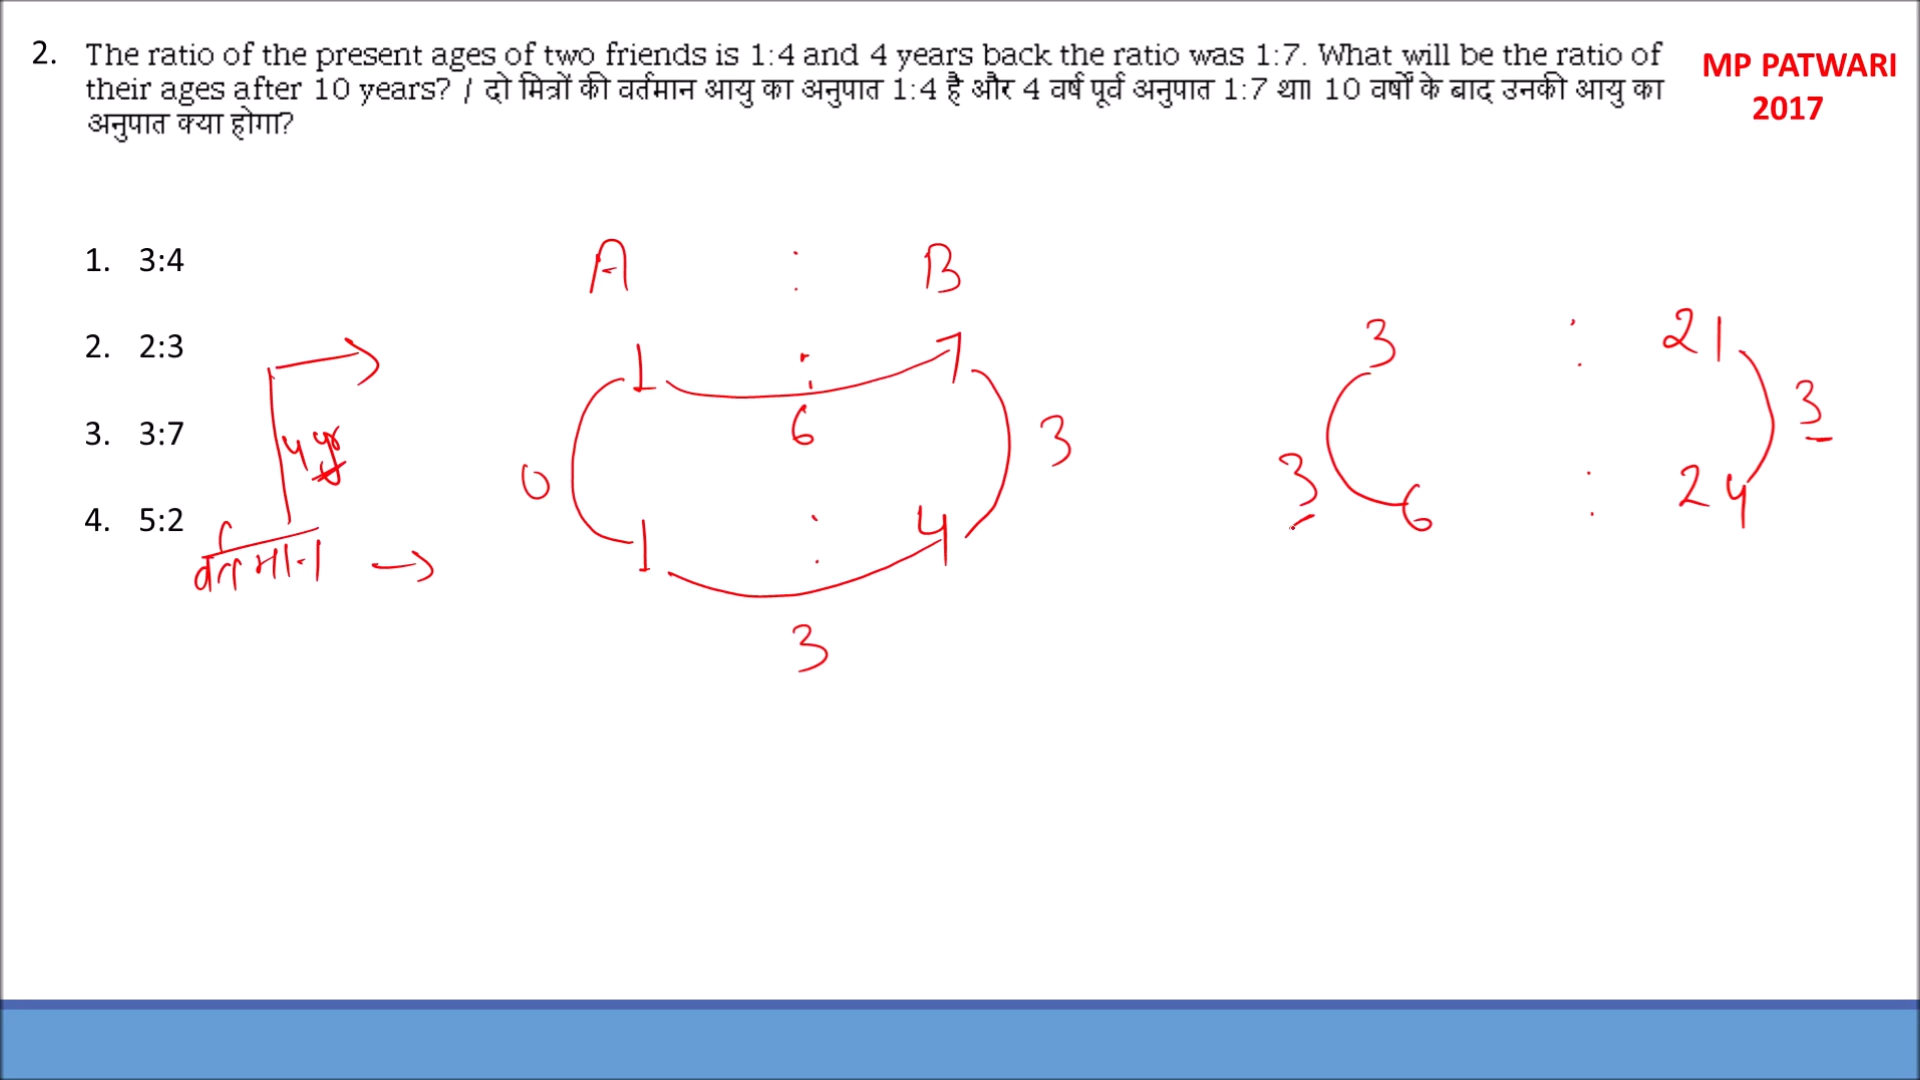 2. The ratio of the present ages of two friends is 1:4 and 4 years back the ratio was 1:7. What will be the ratio of
their ages after 10 years? / दो मित्रों की वर्तमान आयु का अनुपात 1:4 है और 4 वर्ष पूर्व अनुपात 1:7 था। 10 वर्षों के बाद उनकी आयु का
अनुपात क्या होगा?
MP PATWARI
2017
1. 3:4
2. 2:3
3. 3:7
4. 5:2
A : B
1 : 7
6
4 yr
0
3
1 : 4
3
वर्तमान →
3 : 21
3
3
6 : 24